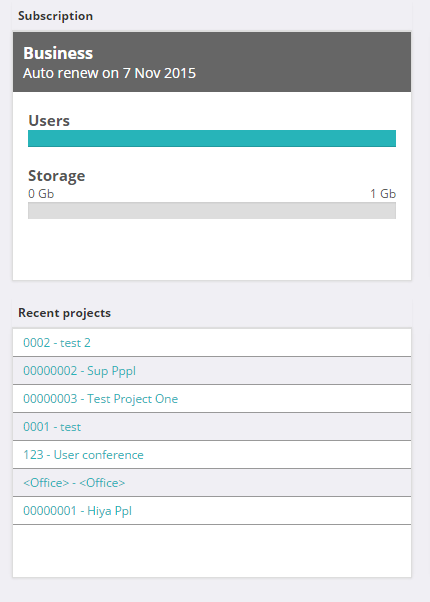 Subscription
Business
Auto renew on 7 Nov 2015
Users
Storage
0 Gb 1 Gb
Recent projects
0002 - test 2
00000002 - Sup Pppl
00000003 - Test Project One
0001 - test
123 - User conference
<Office> - <Office>
00000001 - Hiya Ppl